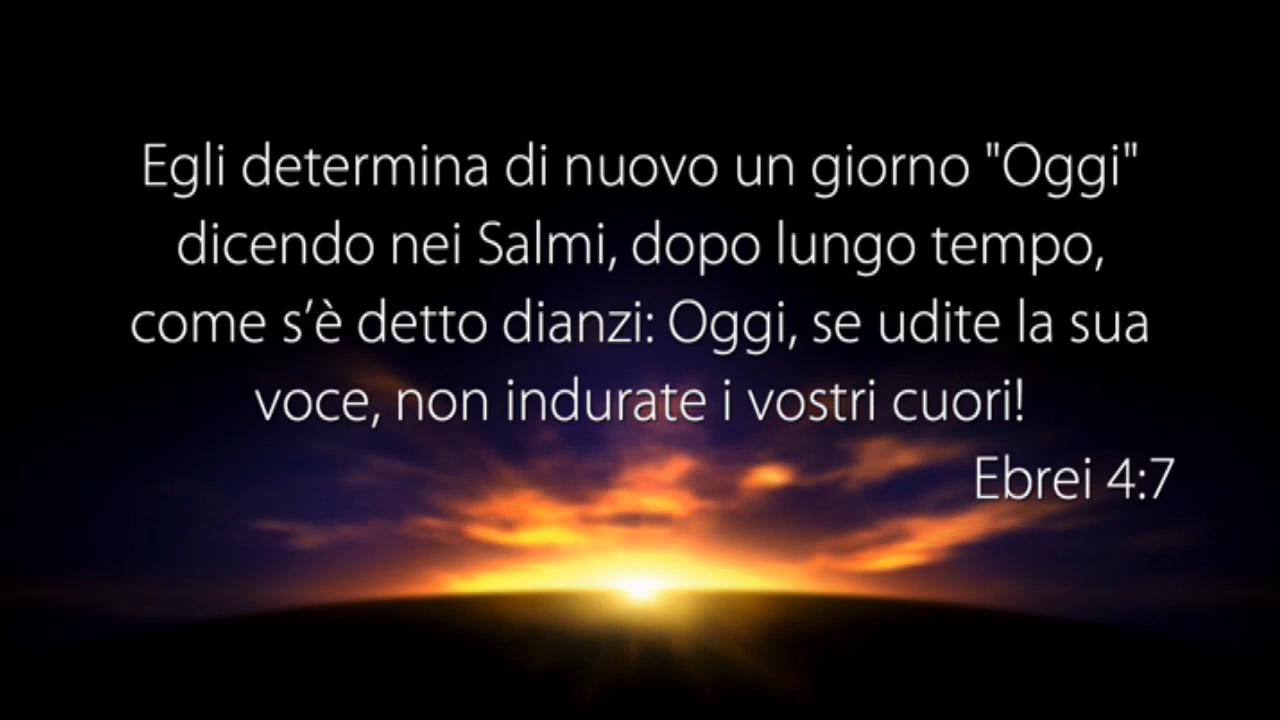 Egli determina di nuovo un giorno "Oggi"
dicendo nei Salmi, dopo lungo tempo,
come s’è detto dianzi: Oggi, se udite la sua
voce, non indurate i vostri cuori!
Ebrei 4:7